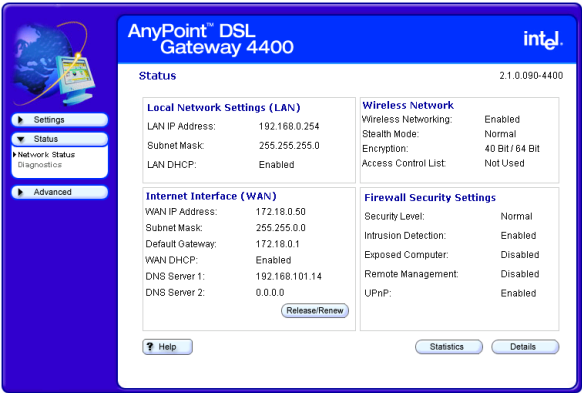 AnyPoint™ DSL
Gateway 4400
intel.
Status
2.1.0.090-4400
Settings
Status
Network Status
Diagnostics
Advanced
Local Network Settings (LAN)
LAN IP Address: 192.168.0.254
Subnet Mask: 255.255.255.0
LAN DHCP: Enabled
Wireless Network
Wireless Networking: Enabled
Stealth Mode: Normal
Encryption: 40 Bit / 64 Bit
Access Control List: Not Used
Internet Interface (WAN)
WAN IP Address: 172.18.0.50
Subnet Mask: 255.255.0.0
Default Gateway: 172.18.0.1
WAN DHCP: Enabled
DNS Server 1: 192.168.101.14
DNS Server 2: 0.0.0.0
Release/Renew
Firewall Security Settings
Security Level: Normal
Intrusion Detection: Enabled
Exposed Computer: Disabled
Remote Management: Disabled
UPnP: Enabled
? Help
Statistics
Details